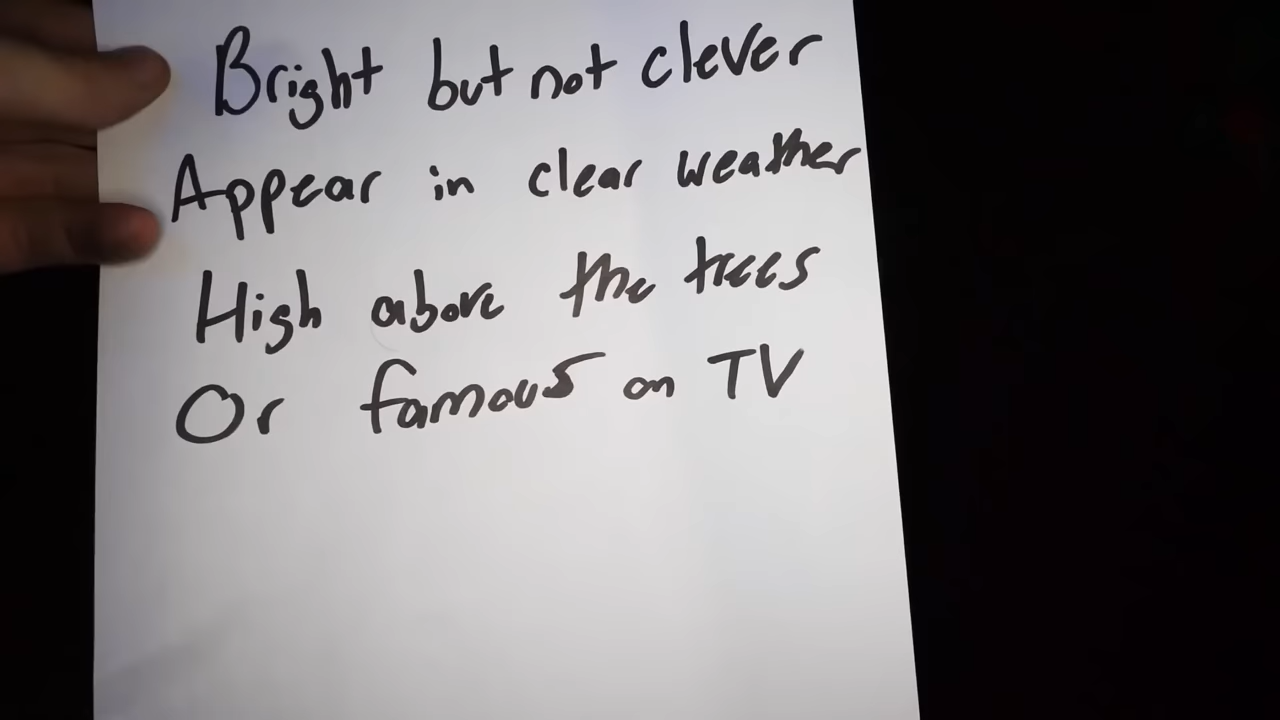 Bright but not clever
Appear in clear weather
High above the trees
Or famous on TV